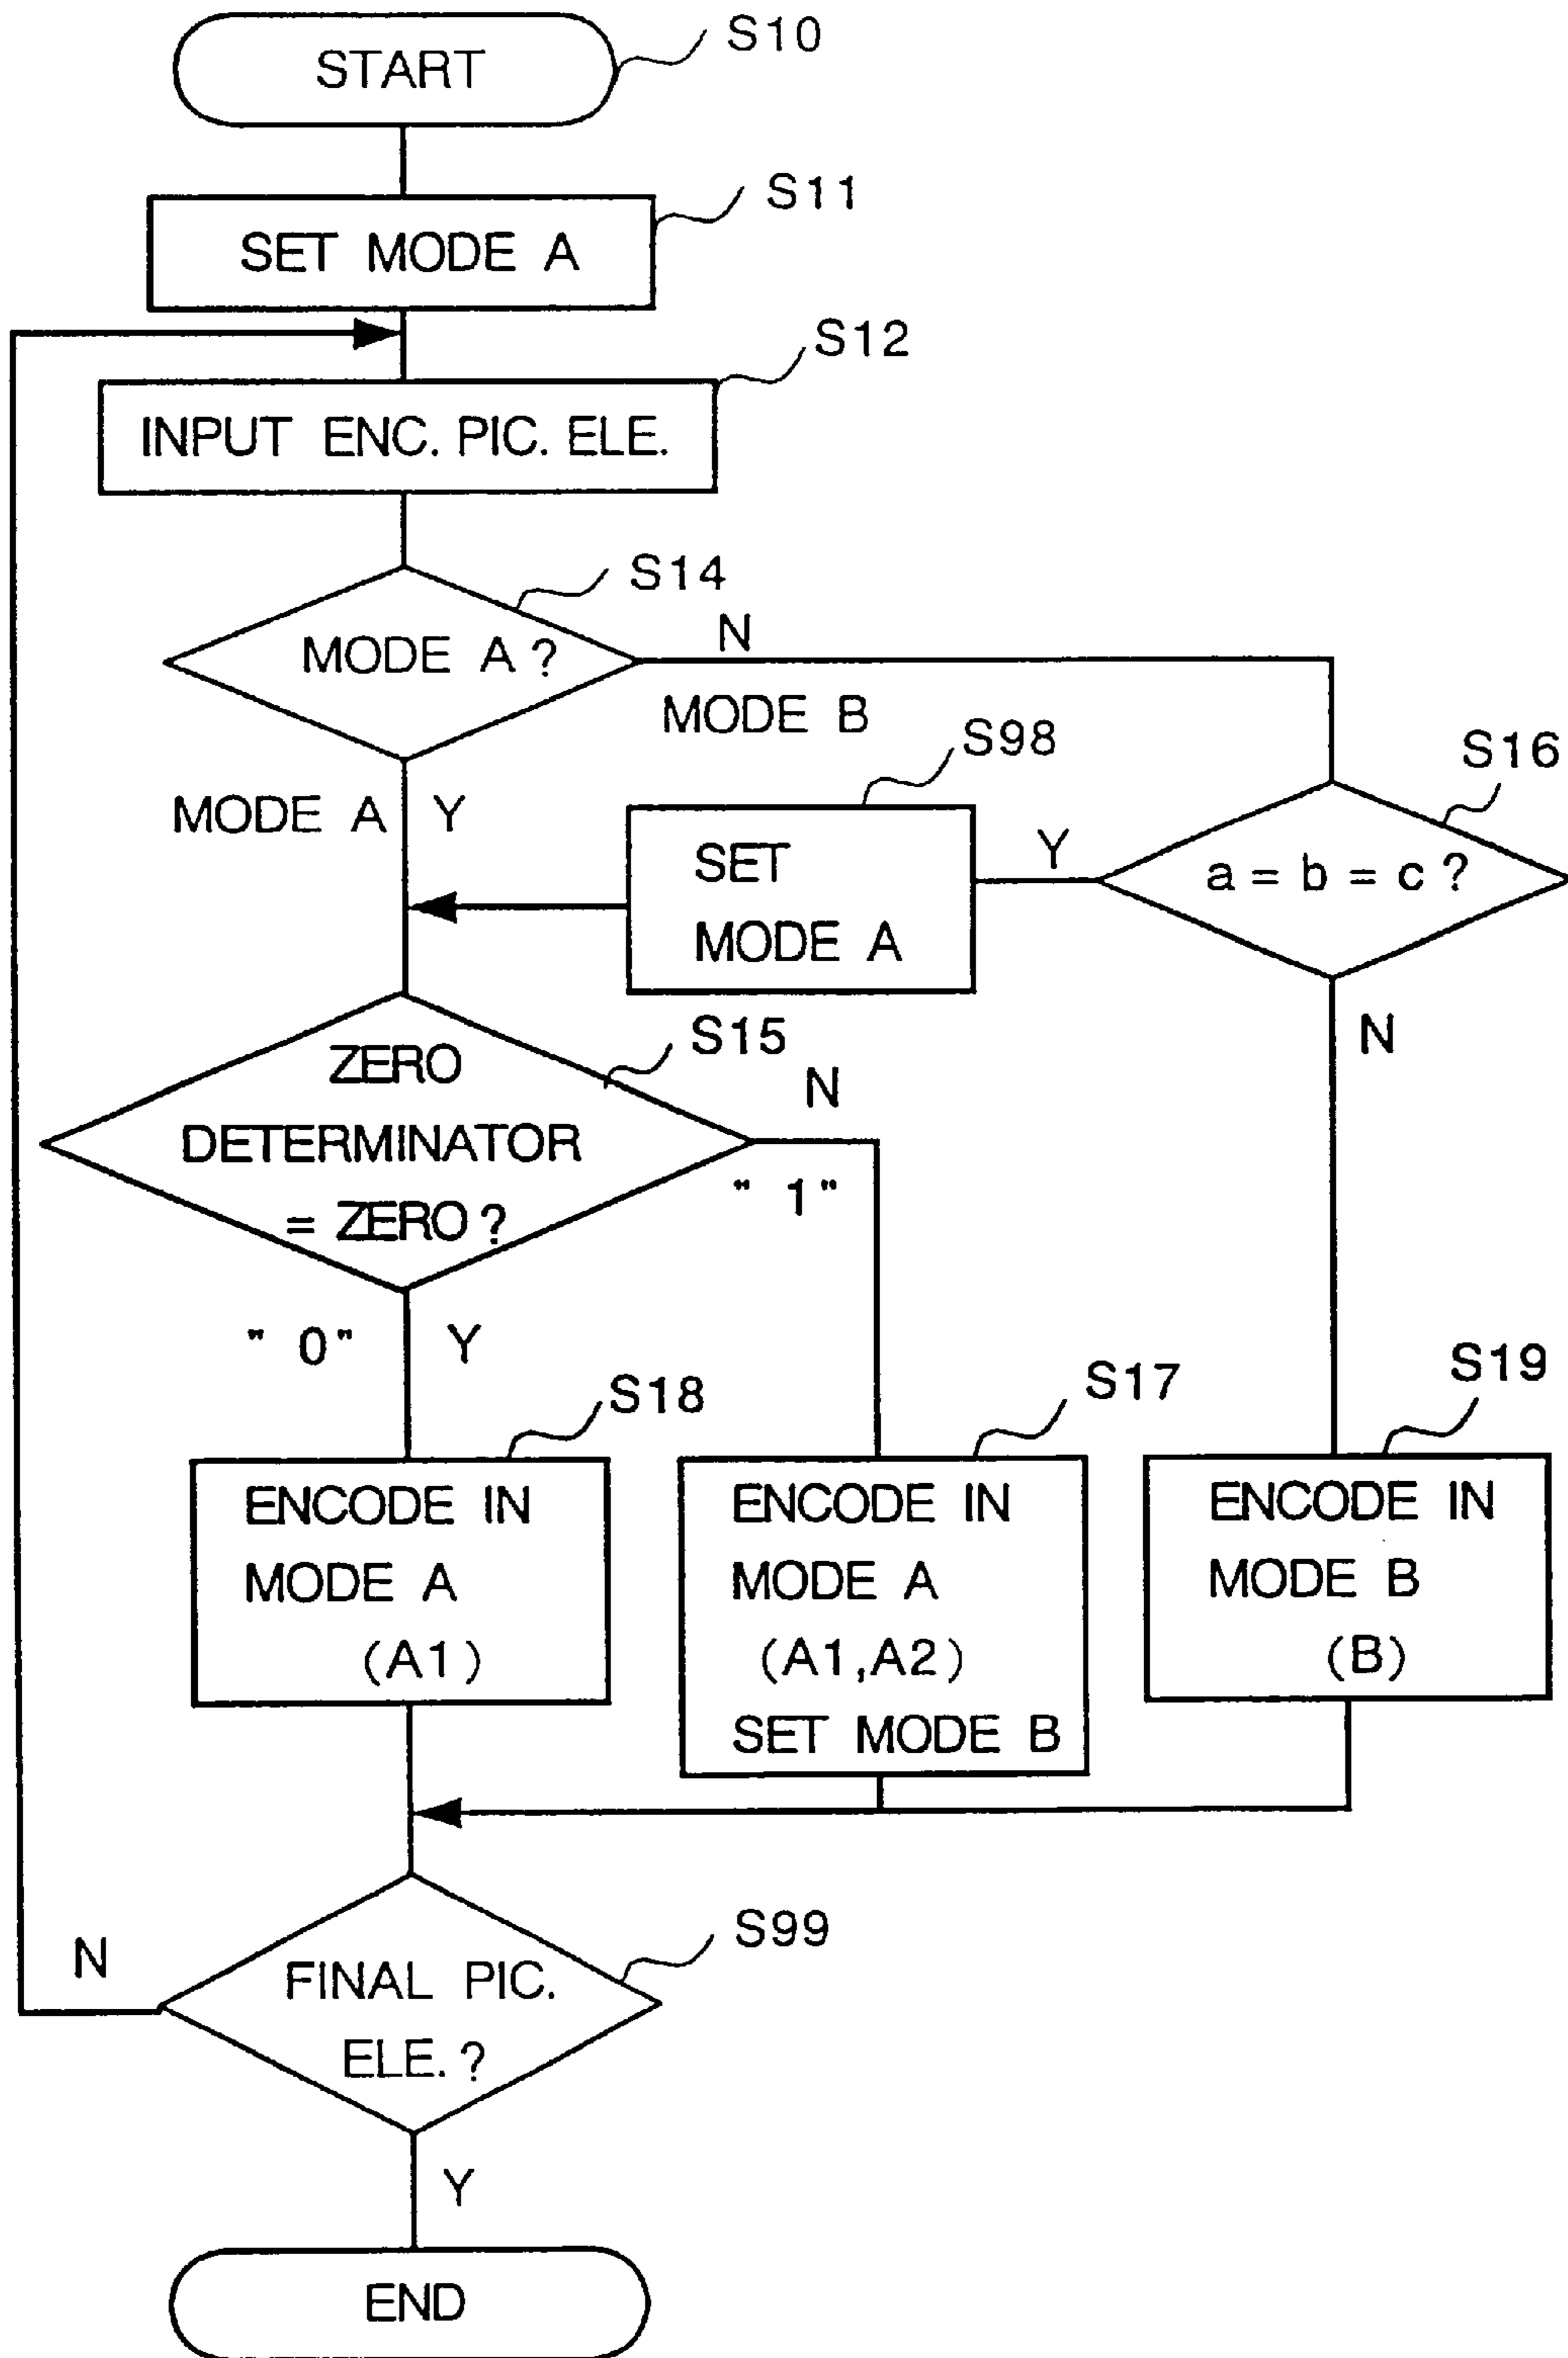 START
S10
SET MODE A
S11
INPUT ENC. PIC. ELE.
S12
MODE A ?
S14
N
MODE B
MODE A
Y
SET
MODE A
S98
Y
a = b = c ?
S16
N
ZERO
DETERMINATOR
= ZERO ?
S15
N
" 1"
" 0"
Y
ENCODE IN
MODE A
(A1)
S18
ENCODE IN
MODE A
(A1,A2)
SET MODE B
S17
ENCODE IN
MODE B
(B)
S19
FINAL PIC.
ELE. ?
S99
N
Y
END